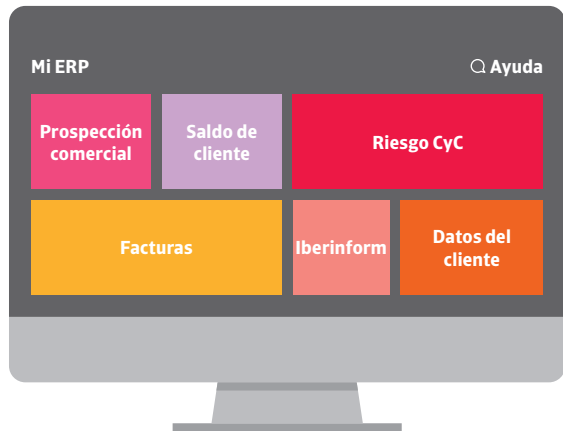 Mi ERP
Ayuda
Prospección
comercial
Saldo de
cliente
Riesgo CyC
Facturas
Iberinform
Datos del
cliente